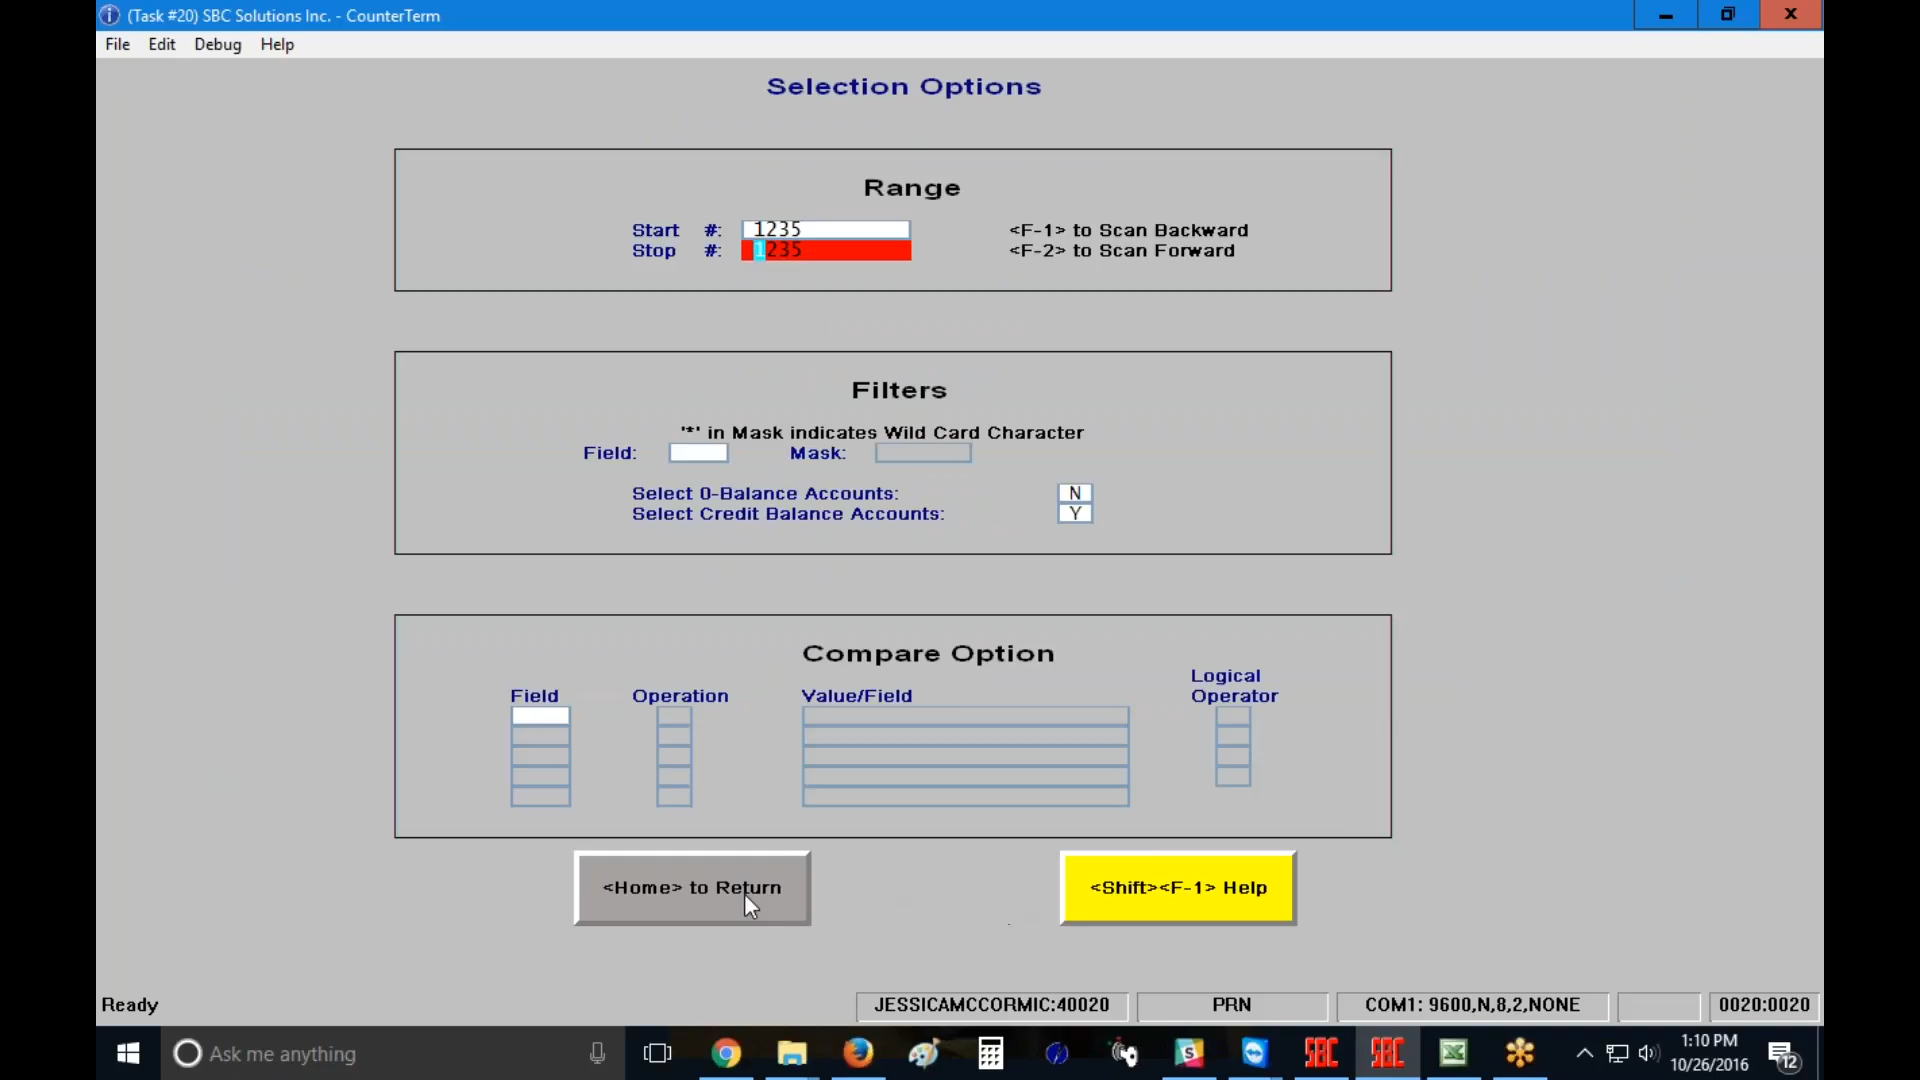 (Task #20) SBC Solutions Inc. - CounterTerm
File Edit Debug Help
Selection Options
Range
Start #: 1235 <F-1> to Scan Backward
Stop #: 1235 <F-2> to Scan Forward
Filters
'*' in Mask indicates Wild Card Character
Field: Mask:
Select 0-Balance Accounts: N
Select Credit Balance Accounts: Y
Compare Option
Logical
Field Operation Value/Field Operator
<Home> to Return <Shift><F-1> Help
Ready JESSICAMCCORMIC:40020 PRN COM1: 9600,N,8,2,NONE 0020:0020
Ask me anything S SBC SBC 1:10 PM
10/26/2016 12